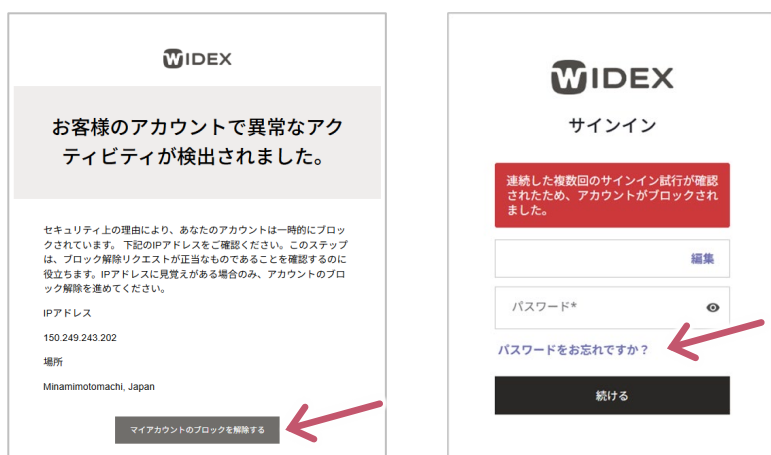 WIDEX
お客様のアカウントで異常なアク
ティビティが検出されました。
セキュリティ上の理由により、あなたのアカウントは一時的にブロッ
クされています。 下記のIPアドレスをご確認ください。このステップ
は、ブロック解除リクエストが正当なものであることを確認するのに
役立ちます。IPアドレスに見覚えがある場合のみ、アカウントのブロ
ック解除を進めてください。
IPアドレス
150.249.243.202
場所
Minamimotomachi, Japan
マイアカウントのブロックを解除する
WIDEX
サインイン
連続した複数回のサインイン試行が確認
されたため、アカウントがブロックされ
ました。
編集
パスワード*
パスワードをお忘れですか？
続ける